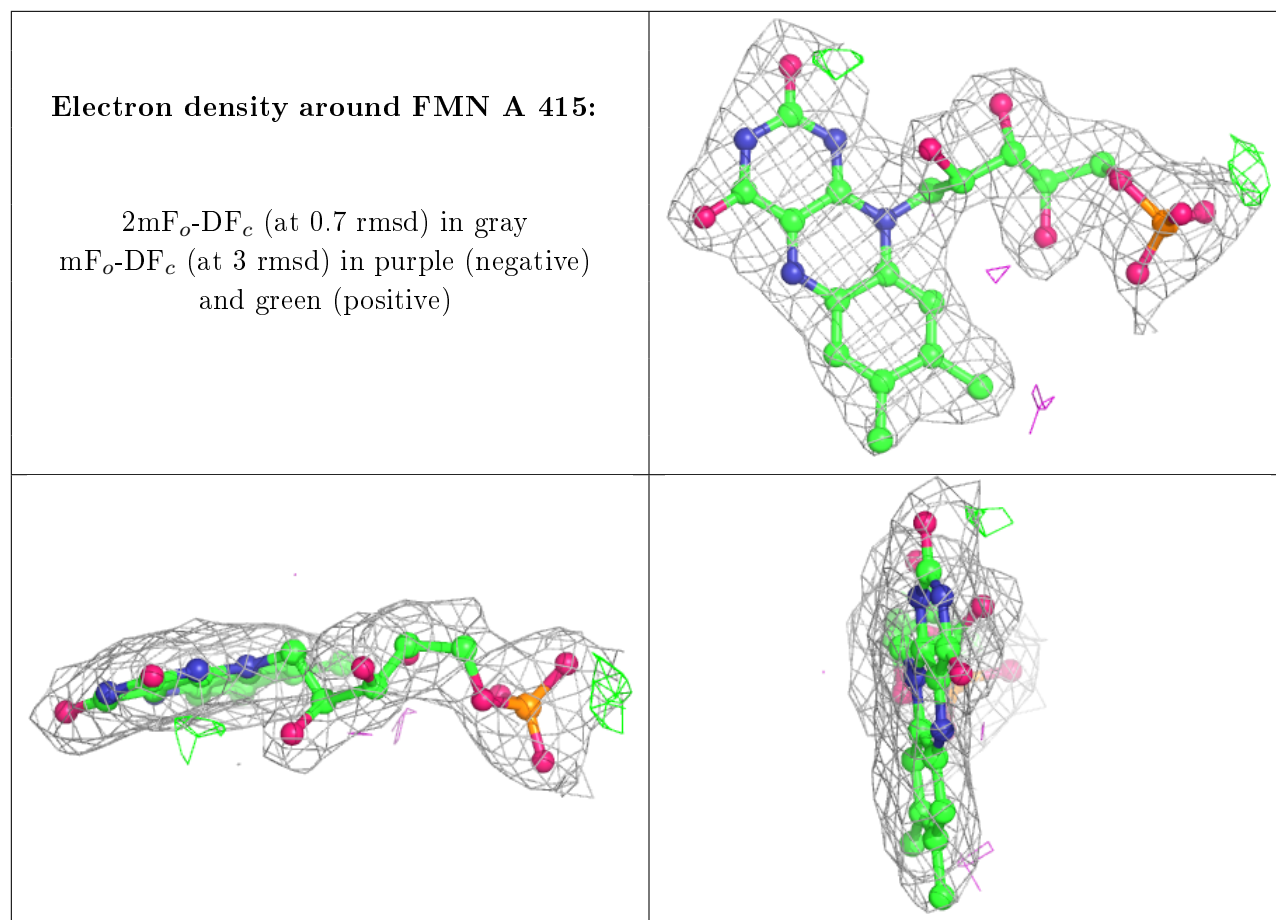 Electron density around FMN A 415:
2mFo-DFc (at 0.7 rmsd) in gray
mFo-DFc (at 3 rmsd) in purple (negative)
and green (positive)